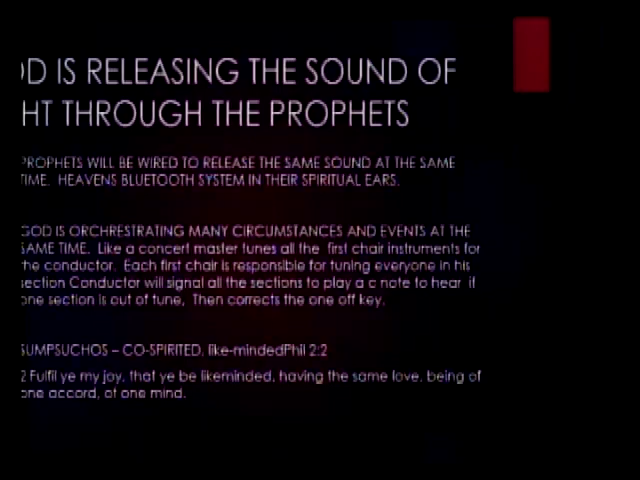 OD IS RELEASING THE SOUND OF
HT THROUGH THE PROPHETS
PROPHETS WILL BE WIRED TO RELEASE THE SAME SOUND AT THE SAME
TIME. HEAVENS BLUETOOTH SYSTEM IN THEIR SPIRITUAL EARS.
GOD IS ORCHRESTRATING MANY CIRCUMSTANCES AND EVENTS AT THE
SAME TIME. Like a concert master tunes all the first chair instruments for
the conductor. Each first chair is responsible for tuning everyone in his
section Conductor will signal all the sections to play a c note to hear if
one section is out of tune, Then corrects the one off key.
SUMPSUCHOS – CO-SPIRITED, like-mindedPhil 2:2
2 Fulfil ye my joy, that ye be likeminded, having the same love, being of
one accord, of one mind.